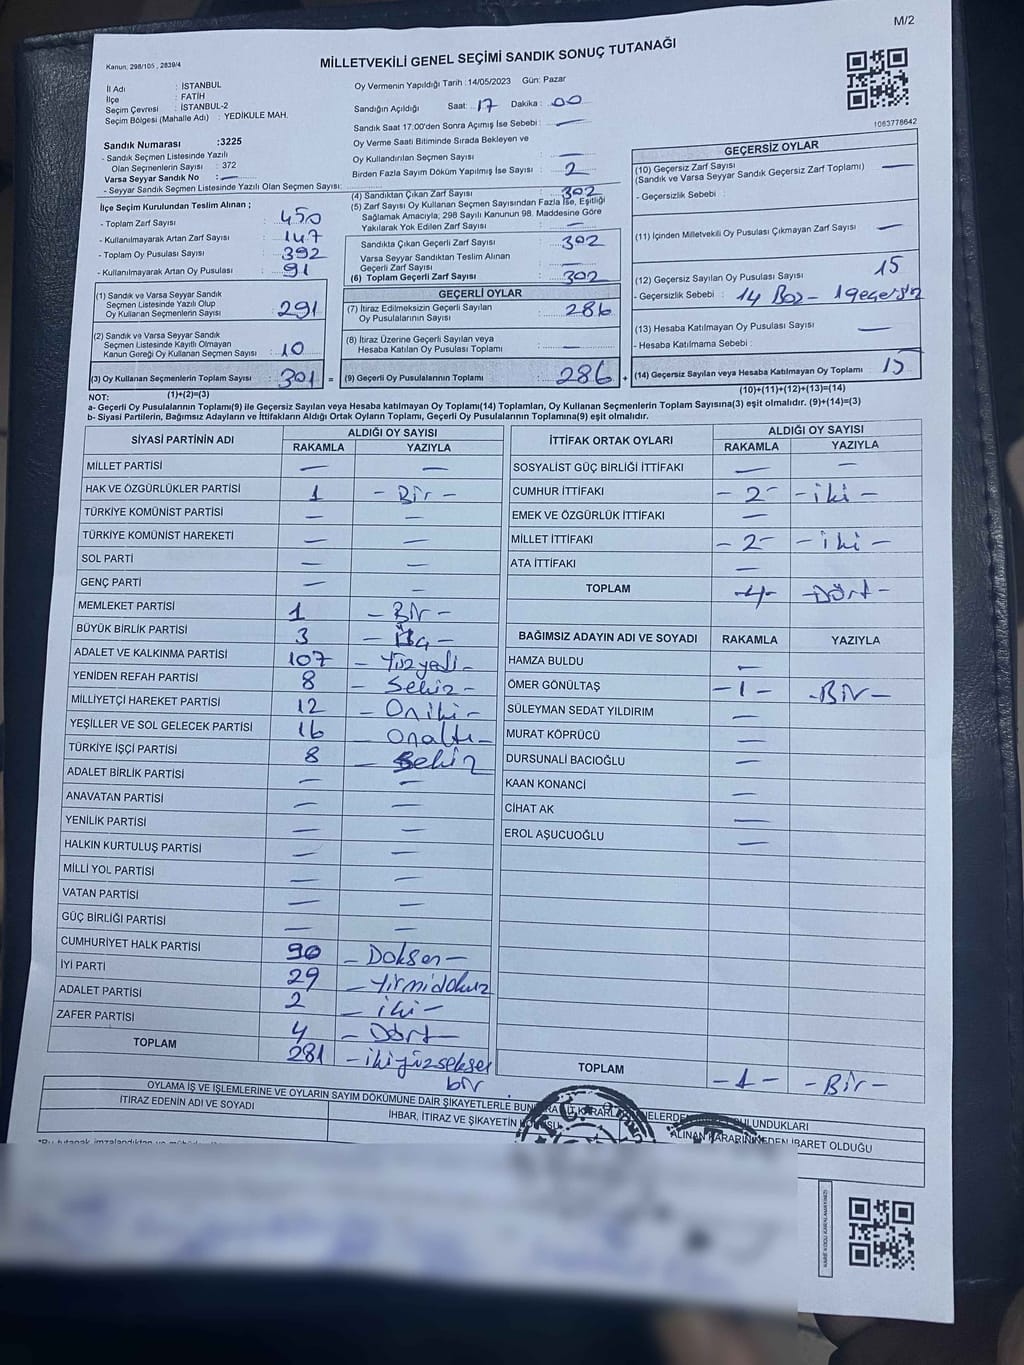 M/2
Kanun, 298/105 , 2839/4
MİLLETVEKİLİ GENEL SEÇİMİ SANDIK SONUÇ TUTANAĞI
İl Adı : İSTANBUL
İlçe : FATİH
Seçim Çevresi : İSTANBUL-2
Seçim Bölgesi (Mahalle Adı) : YEDİKULE MAH.
Sandık Numarası :3225
- Sandık Seçmen Listesinde Yazılı
Olan Seçmenlerin Sayısı : 372
Varsa Seyyar Sandık No : —
- Seyyar Sandık Seçmen Listesinde Yazılı Olan Seçmen Sayısı:
İlçe Seçim Kurulundan Teslim Alınan ;
- Toplam Zarf Sayısı : 450
- Kullanılmayarak Artan Zarf Sayısı : 147
- Toplam Oy Pusulası Sayısı : 392
- Kullanılmayarak Artan Oy Pusulası : 91
(1) Sandık ve Varsa Seyyar Sandık
Seçmen Listesinde Yazılı Olup
Oy Kullanan Seçmenlerin Sayısı : 291
(2) Sandık ve Varsa Seyyar Sandık
Seçmen Listesinde Kayıtlı Olmayan
Kanun Gereği Oy Kullanan Seçmen Sayısı : 10
(3) Oy Kullanan Seçmenlerin Toplam Sayısı : 301 =
Oy Vermenin Yapıldığı Tarih : 14/05/2023 Gün: Pazar
Sandığın Açıldığı Saat: 17 Dakika : 00
Sandık Saat 17:00'den Sonra Açımış İse Sebebi : —
Oy Verme Saati Bitiminde Sırada Bekleyen ve
Oy Kullandırılan Seçmen Sayısı : —
Birden Fazla Sayım Döküm Yapılmış İse Sayısı : 2
(4) Sandıktan Çıkan Zarf Sayısı : 302
(5) Zarf Sayısı Oy Kullanan Seçmen Sayısından Fazla İse, Eşitliği
Sağlamak Amacıyla, 298 Sayılı Kanunun 98. Maddesine Göre
Yakılarak Yok Edilen Zarf Sayısı : —
Sandıkta Çıkan Geçerli Zarf Sayısı : 302
Varsa Seyyar Sandıktan Teslim Alınan
Geçerli Zarf Sayısı : —
(6) Toplam Geçerli Zarf Sayısı : 302
GEÇERLİ OYLAR
(7) İtiraz Edilmeksizin Geçerli Sayılan
Oy Pusulalarının Sayısı : 286
(8) İtiraz Üzerine Geçerli Sayılan veya
Hesaba Katılan Oy Pusulası Toplamı : —
(9) Geçerli Oy Pusulalarının Toplamı : 286 +
1063778642
GEÇERSİZ OYLAR
(10) Geçersiz Zarf Sayısı : —
(Sandık ve Varsa Seyyar Sandık Geçersiz Zarf Toplamı)
- Geçersizlik Sebebi :
(11) İçinden Milletvekili Oy Pusulası Çıkmayan Zarf Sayısı : —
(12) Geçersiz Sayılan Oy Pusulası Sayısı : 15
- Geçersizlik Sebebi : 14 Boş - 1 geçersiz
(13) Hesaba Katılmayan Oy Pusulası Sayısı : —
- Hesaba Katılmama Sebebi :
(14) Geçersiz Sayılan veya Hesaba Katılmayan Oy Toplamı : 15
NOT: (1)+(2)=(3) (10)+(11)+(12)+(13)=(14)
a- Geçerli Oy Pusulalarının Toplamı(9) ile Geçersiz Sayılan veya Hesaba katılmayan Oy Toplamı(14) Toplamları, Oy Kullanan Seçmenlerin Toplam Sayısına(3) eşit olmalıdır. (9)+(14)=(3)
b- Siyasi Partilerin, Bağımsız Adayların ve İttifakların Aldığı Ortak Oyların Toplamı, Geçerli Oy Pusulalarının Toplamına(9) eşit olmalıdır.
SİYASİ PARTİNİN ADI ALDIĞI OY SAYISI
RAKAMLA YAZIYLA
MİLLET PARTİSİ — —
HAK VE ÖZGÜRLÜKLER PARTİSİ 1 - Bir -
TÜRKİYE KOMÜNİST PARTİSİ — —
TÜRKİYE KOMÜNİST HAREKETİ — —
SOL PARTİ — —
GENÇ PARTİ — —
MEMLEKET PARTİSİ 1 - Bir -
BÜYÜK BİRLİK PARTİSİ 3 - Üç -
ADALET VE KALKINMA PARTİSİ 107 - Yüzyedi -
YENİDEN REFAH PARTİSİ 8 - Sekiz -
MİLLİYETÇİ HAREKET PARTİSİ 12 - Oniki -
YEŞİLLER VE SOL GELECEK PARTİSİ 16 - Onaltı -
TÜRKİYE İŞÇİ PARTİSİ 8 - Sekiz
ADALET BİRLİK PARTİSİ — —
ANAVATAN PARTİSİ — —
YENİLİK PARTİSİ — —
HALKIN KURTULUŞ PARTİSİ — —
MİLLİ YOL PARTİSİ — —
VATAN PARTİSİ — —
GÜÇ BİRLİĞİ PARTİSİ — —
CUMHURİYET HALK PARTİSİ 90 - Doksan -
İYİ PARTİ 29 - Yirmidokuz
ADALET PARTİSİ 2 - iki -
ZAFER PARTİSİ 4 - Dört -
TOPLAM 281 - ikiyüzseksen
bir
İTTİFAK ORTAK OYLARI ALDIĞI OY SAYISI
RAKAMLA YAZIYLA
SOSYALİST GÜÇ BİRLİĞİ İTTİFAKI — —
CUMHUR İTTİFAKI - 2 - - iki -
EMEK VE ÖZGÜRLÜK İTTİFAKI —
MİLLET İTTİFAKI - 2 - - iki -
ATA İTTİFAKI —
TOPLAM -4- -Dört-
BAĞIMSIZ ADAYIN ADI VE SOYADI RAKAMLA YAZIYLA
HAMZA BULDU —
ÖMER GÖNÜLTAŞ -1- -Bir-
SÜLEYMAN SEDAT YILDIRIM —
MURAT KÖPRÜCÜ —
DURSUNALİ BACIOĞLU —
KAAN KONANCİ —
CİHAT AK —
EROL AŞUCUOĞLU —
TOPLAM -1- -Bir-
OYLAMA İŞ VE İŞLEMLERİNE VE OYLARIN SAYIM DÖKÜMÜNE DAİR ŞİKAYETLERLE BUNLARA AİT KARARLAR
İTİRAZ EDENİN ADI VE SOYADI
İHBAR, İTİRAZ VE ŞİKAYETİN KONUSU
ALINAN KARARIN NEDEN İBARET OLDUĞU